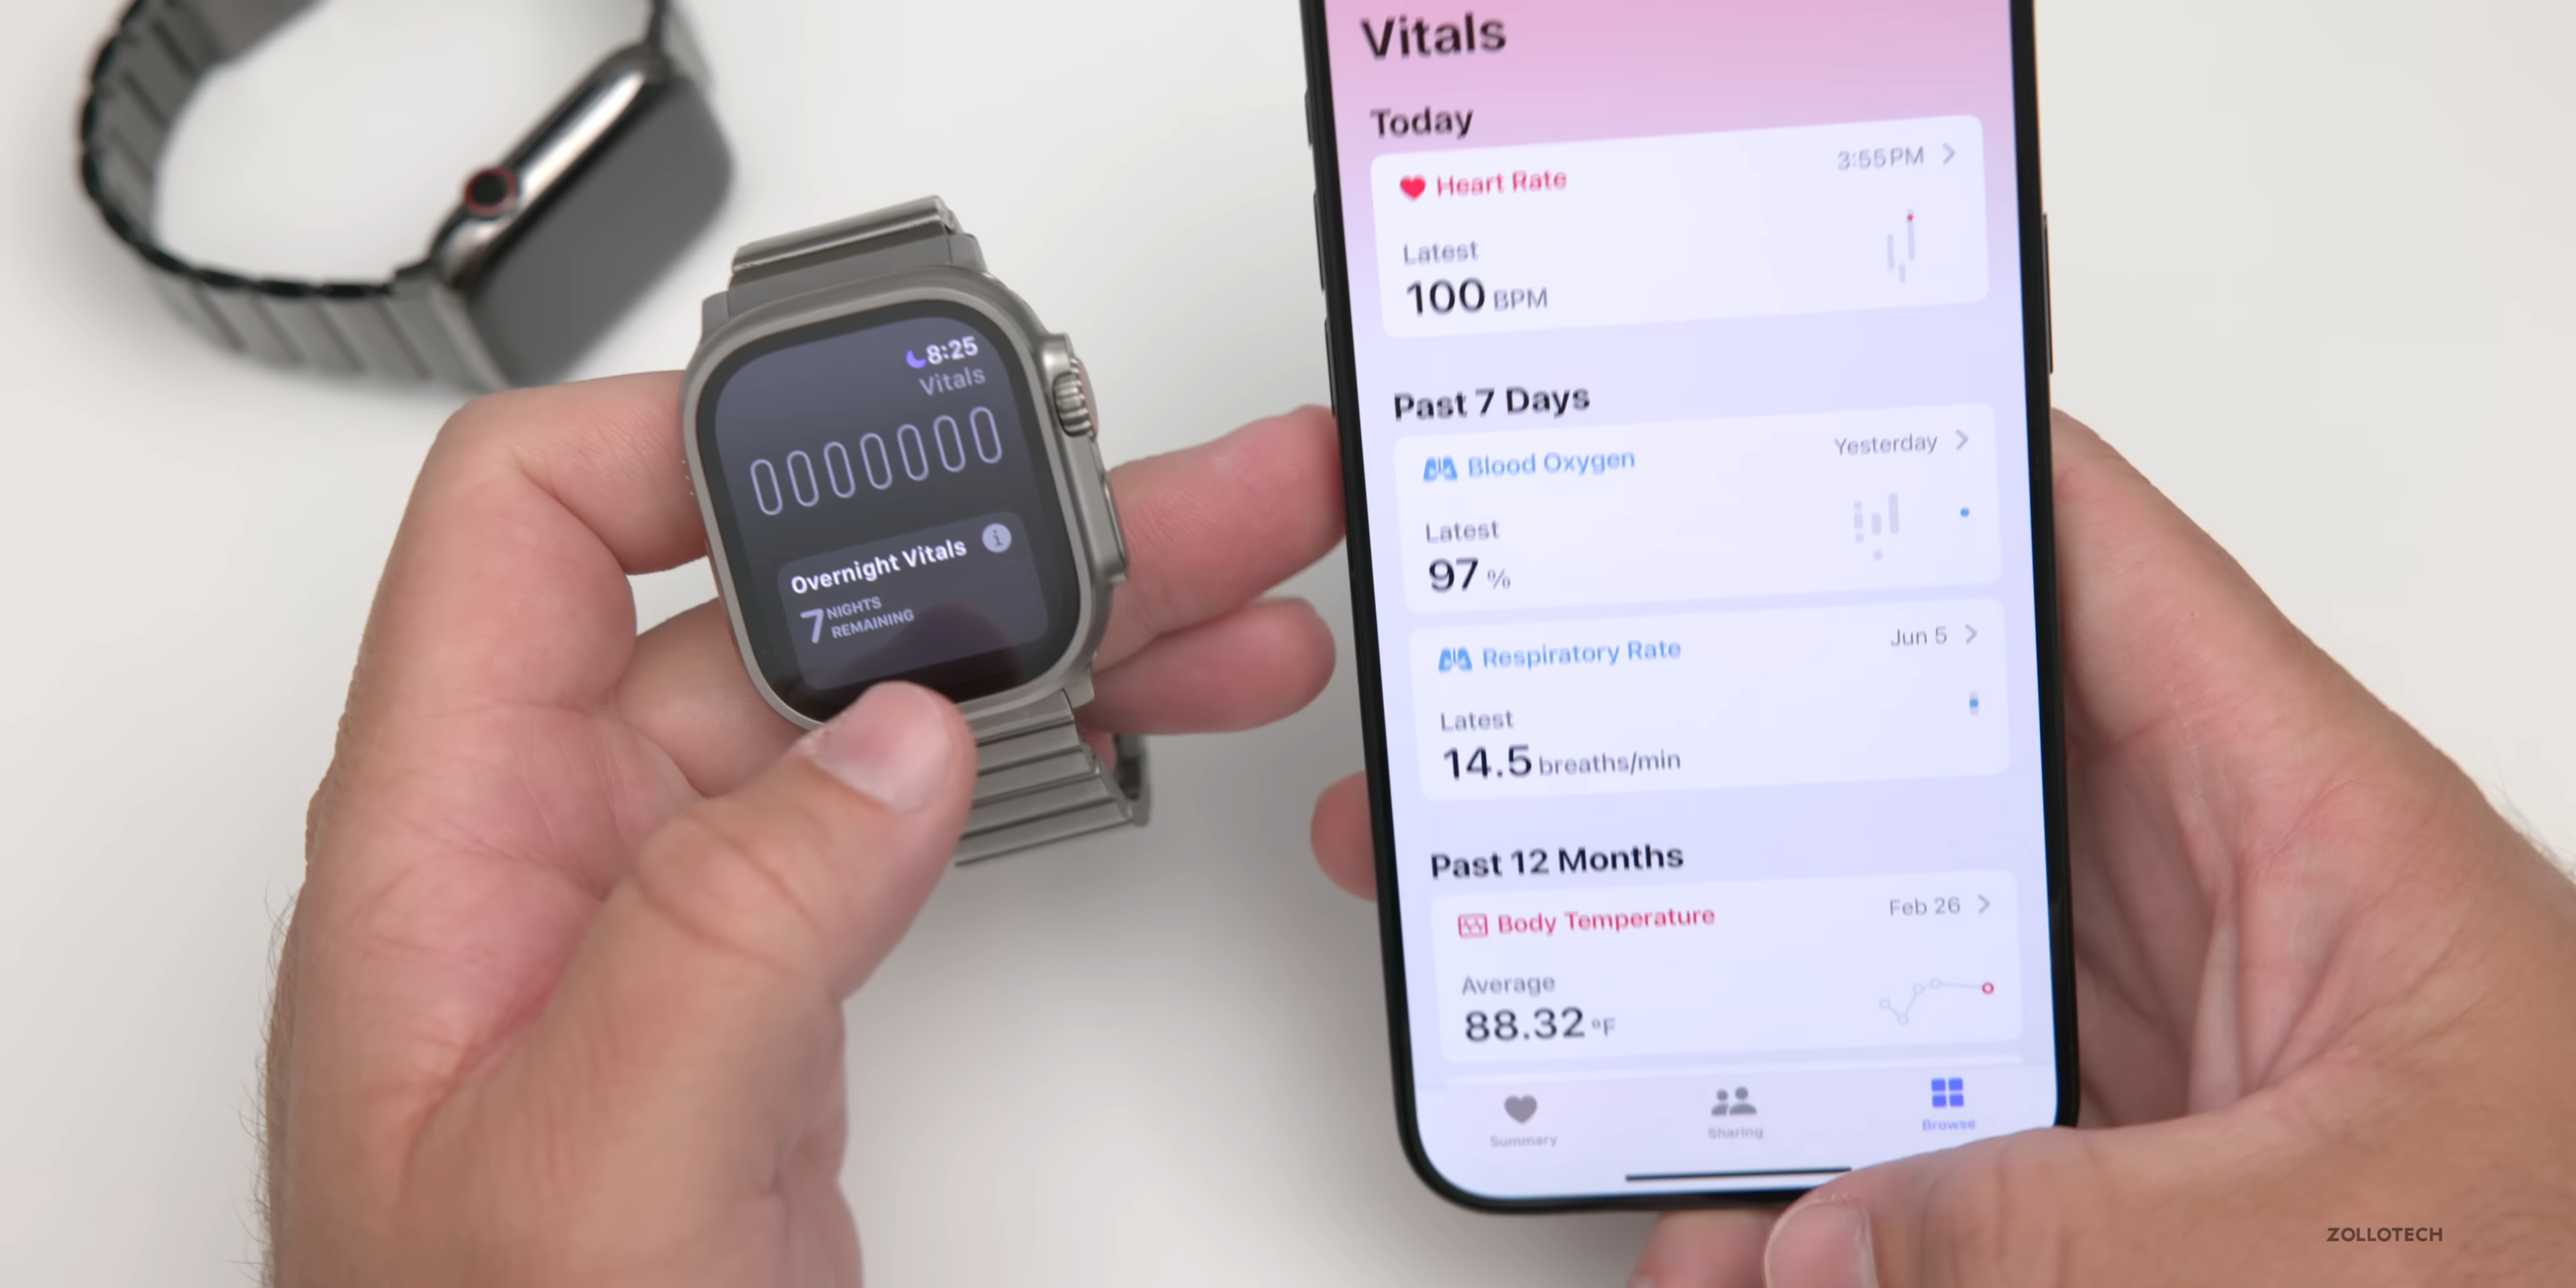 8:25
Vitals
Overnight Vitals
7 NIGHTS
REMAINING
Vitals
Today
Heart Rate 3:55 PM
Latest
100 BPM
Past 7 Days
Blood Oxygen Yesterday
Latest
97 %
Respiratory Rate Jun 5
Latest
14.5 breaths/min
Past 12 Months
Body Temperature Feb 26
Average
88.32 °F
Summary Sharing Browse
ZOLLOTECH